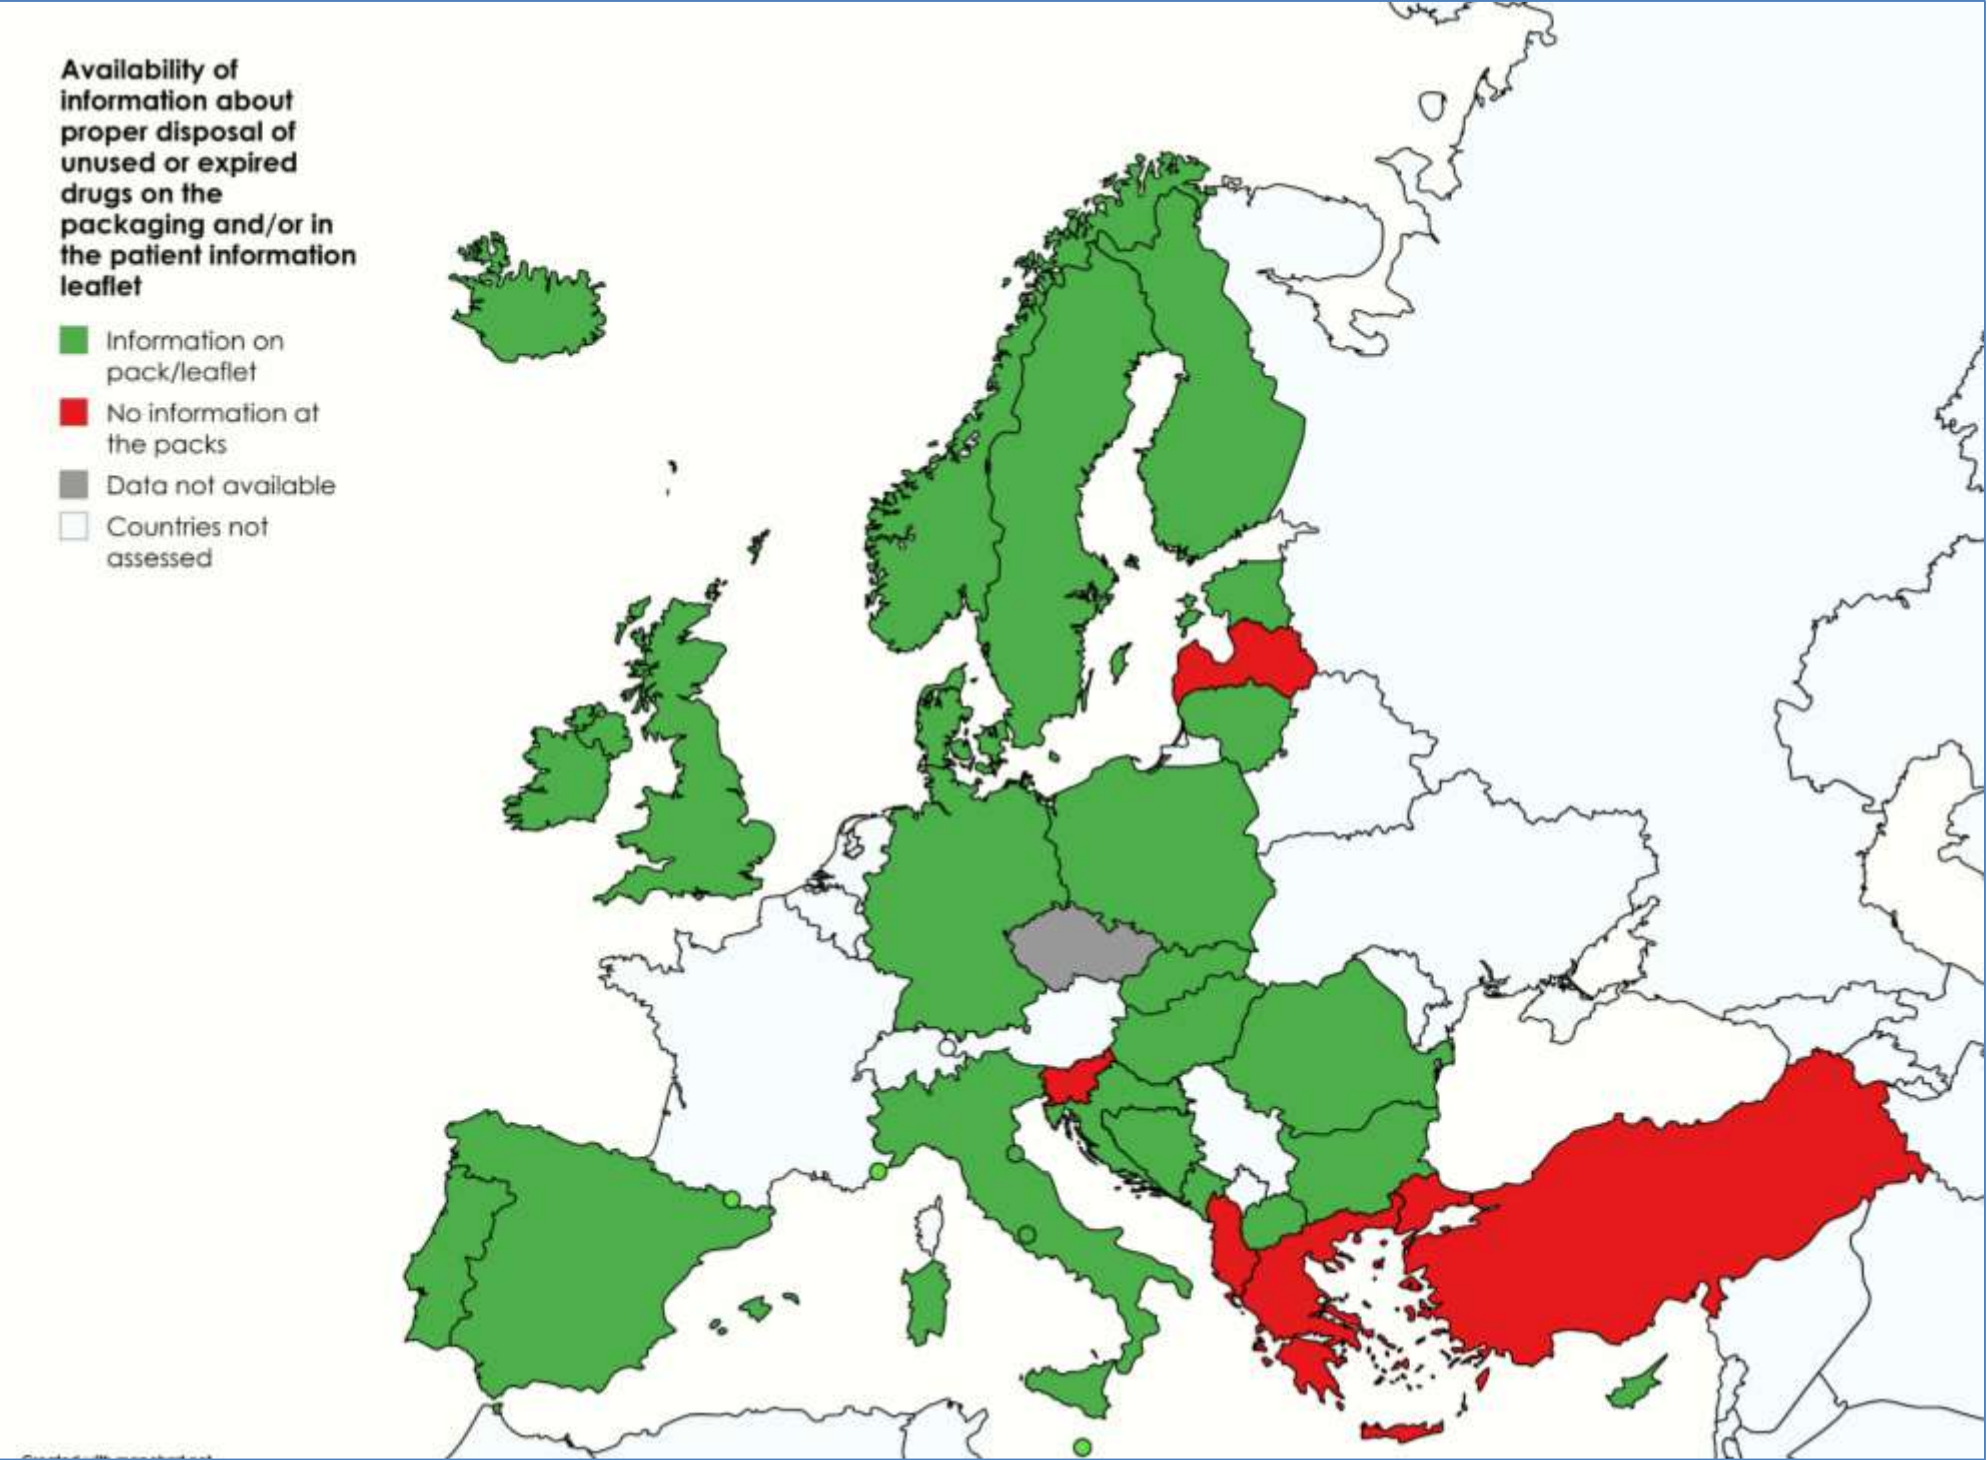 Availability of
information about
proper disposal of
unused or expired
drugs on the
packaging and/or in
the patient information
leaflet
Information on
pack/leaflet
No information at
the packs
Data not available
Countries not
assessed